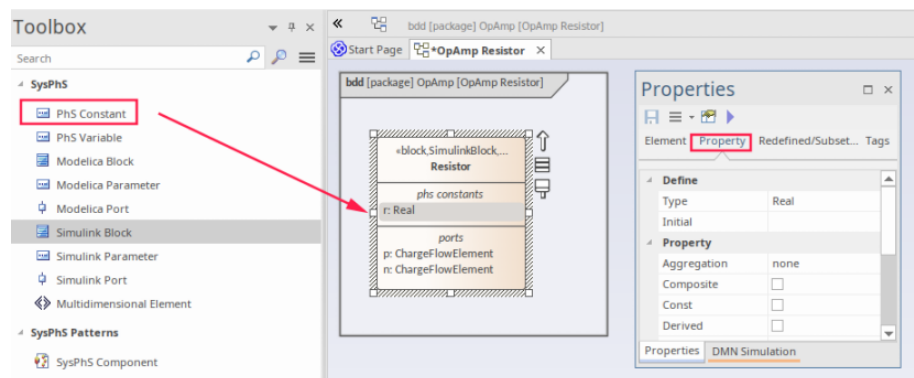 Toolbox
Search
SysPhS
PhS Constant
PhS Variable
Modelica Block
Modelica Parameter
Modelica Port
Simulink Block
Simulink Parameter
Simulink Port
Multidimensional Element
SysPhS Patterns
SysPhS Component
bdd [package] OpAmp [OpAmp Resistor]
Start Page *OpAmp Resistor ×
bdd [package] OpAmp [OpAmp Resistor]
«block,SimulinkBlock,...
Resistor
phs constants
r: Real
ports
p: ChargeFlowElement
n: ChargeFlowElement
Properties
Element Property Redefined/Subset... Tags
Define
Type Real
Initial
Property
Aggregation none
Composite
Const
Derived
Properties DMN Simulation